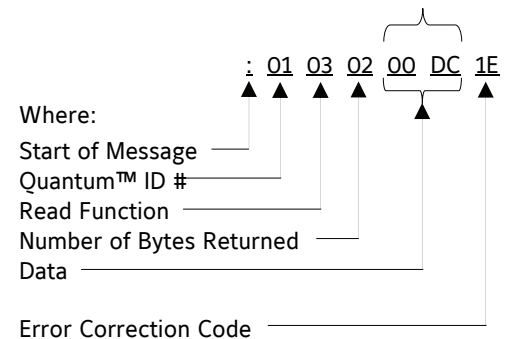 : 01 03 02 00 DC 1E
Where:
Start of Message
Quantum™ ID #
Read Function
Number of Bytes Returned
Data
Error Correction Code